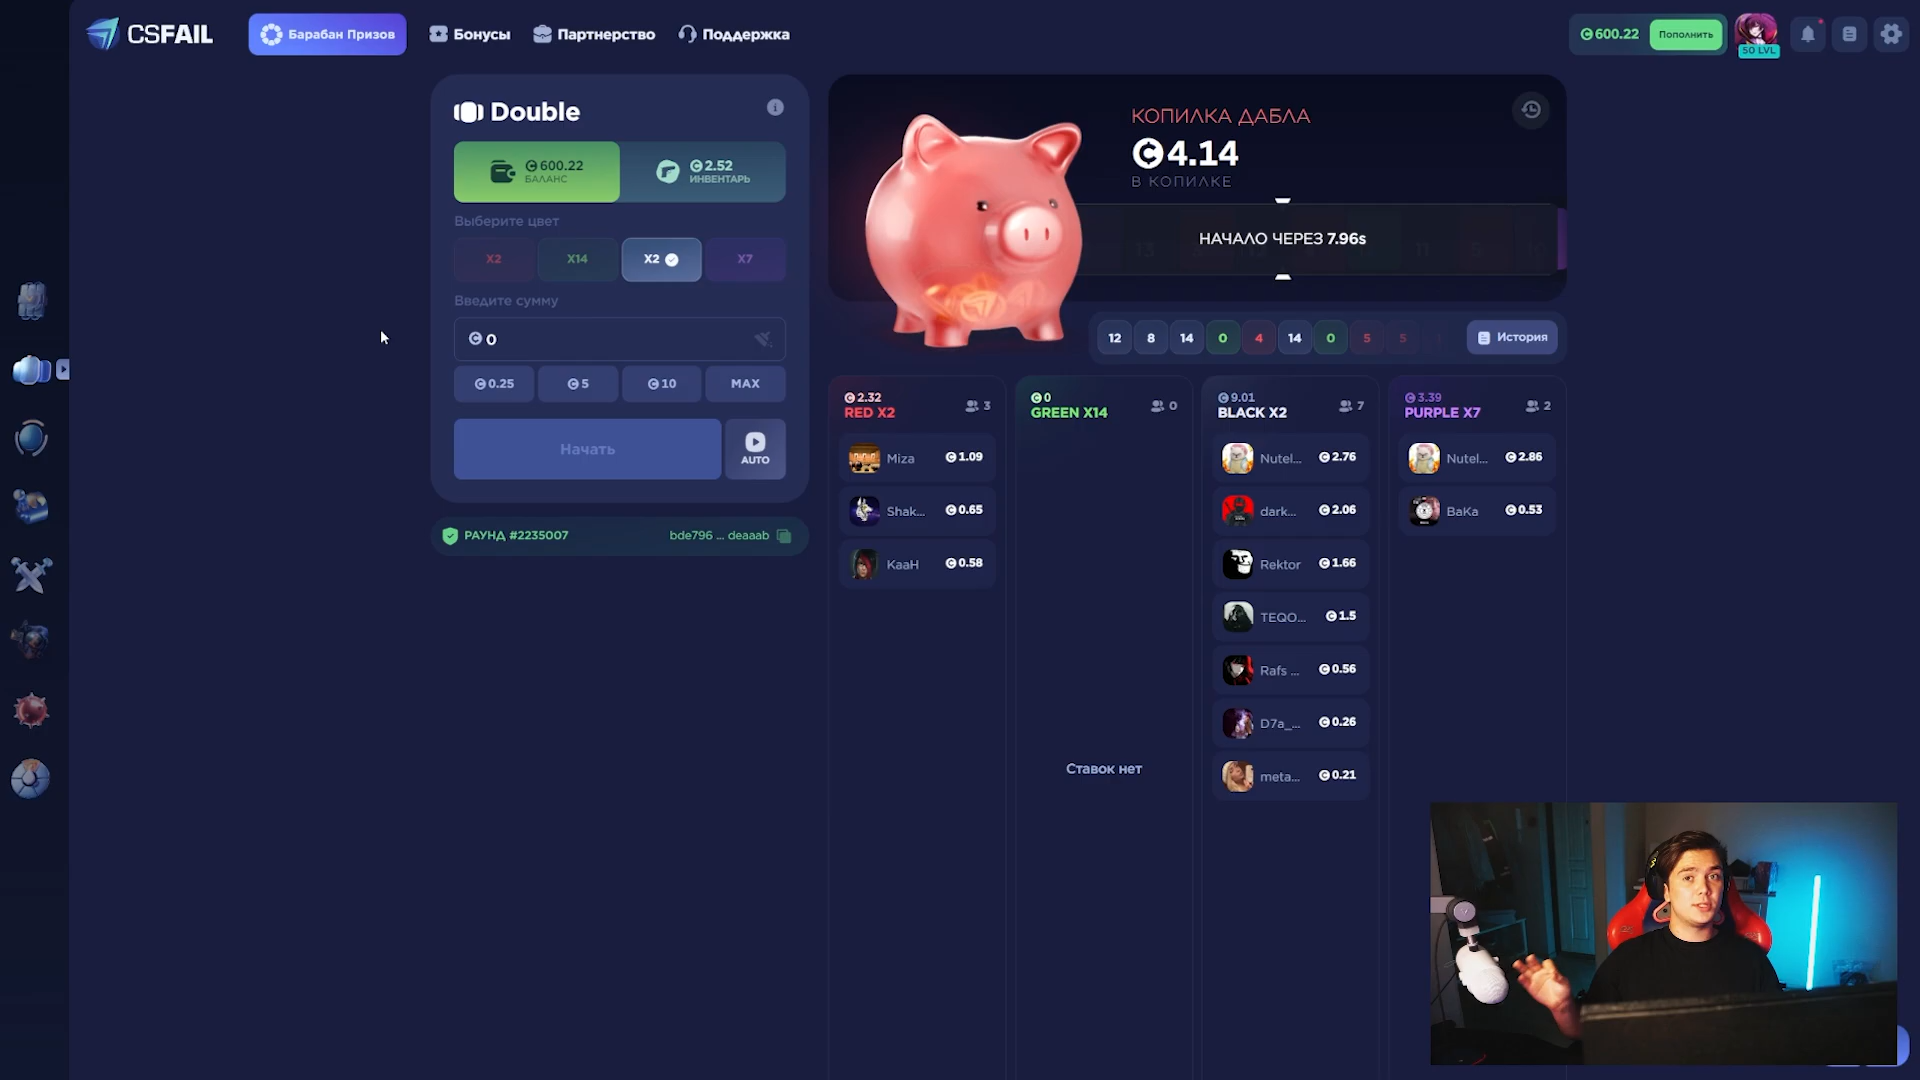 CSFAIL
Барабан Призов
Бонусы
Партнерство
Поддержка
600.22
Пополнить
50 LVL
Double
600.22
БАЛАНС
2.52
ИНВЕНТАРЬ
Выберите цвет
X2
X14
X2
X7
Введите сумму
0
0.25
5
10
MAX
Начать
AUTO
РАУНД #2235007
bde796 ... deaaab
КОПИЛКА ДАБЛА
4.14
В КОПИЛКЕ
НАЧАЛО ЧЕРЕЗ 7.96s
12 8 14 0 4 14 0 5 5
История
2.32
RED X2
3
Miza 1.09
Shak... 0.65
KaaH 0.58
0
GREEN X14
0
Ставок нет
9.01
BLACK X2
7
Nutel... 2.76
dark... 2.06
Rektor 1.66
TEQO... 1.5
Rafs ... 0.56
D7a_... 0.26
meta... 0.21
3.39
PURPLE X7
2
Nutel... 2.86
BaKa 0.53